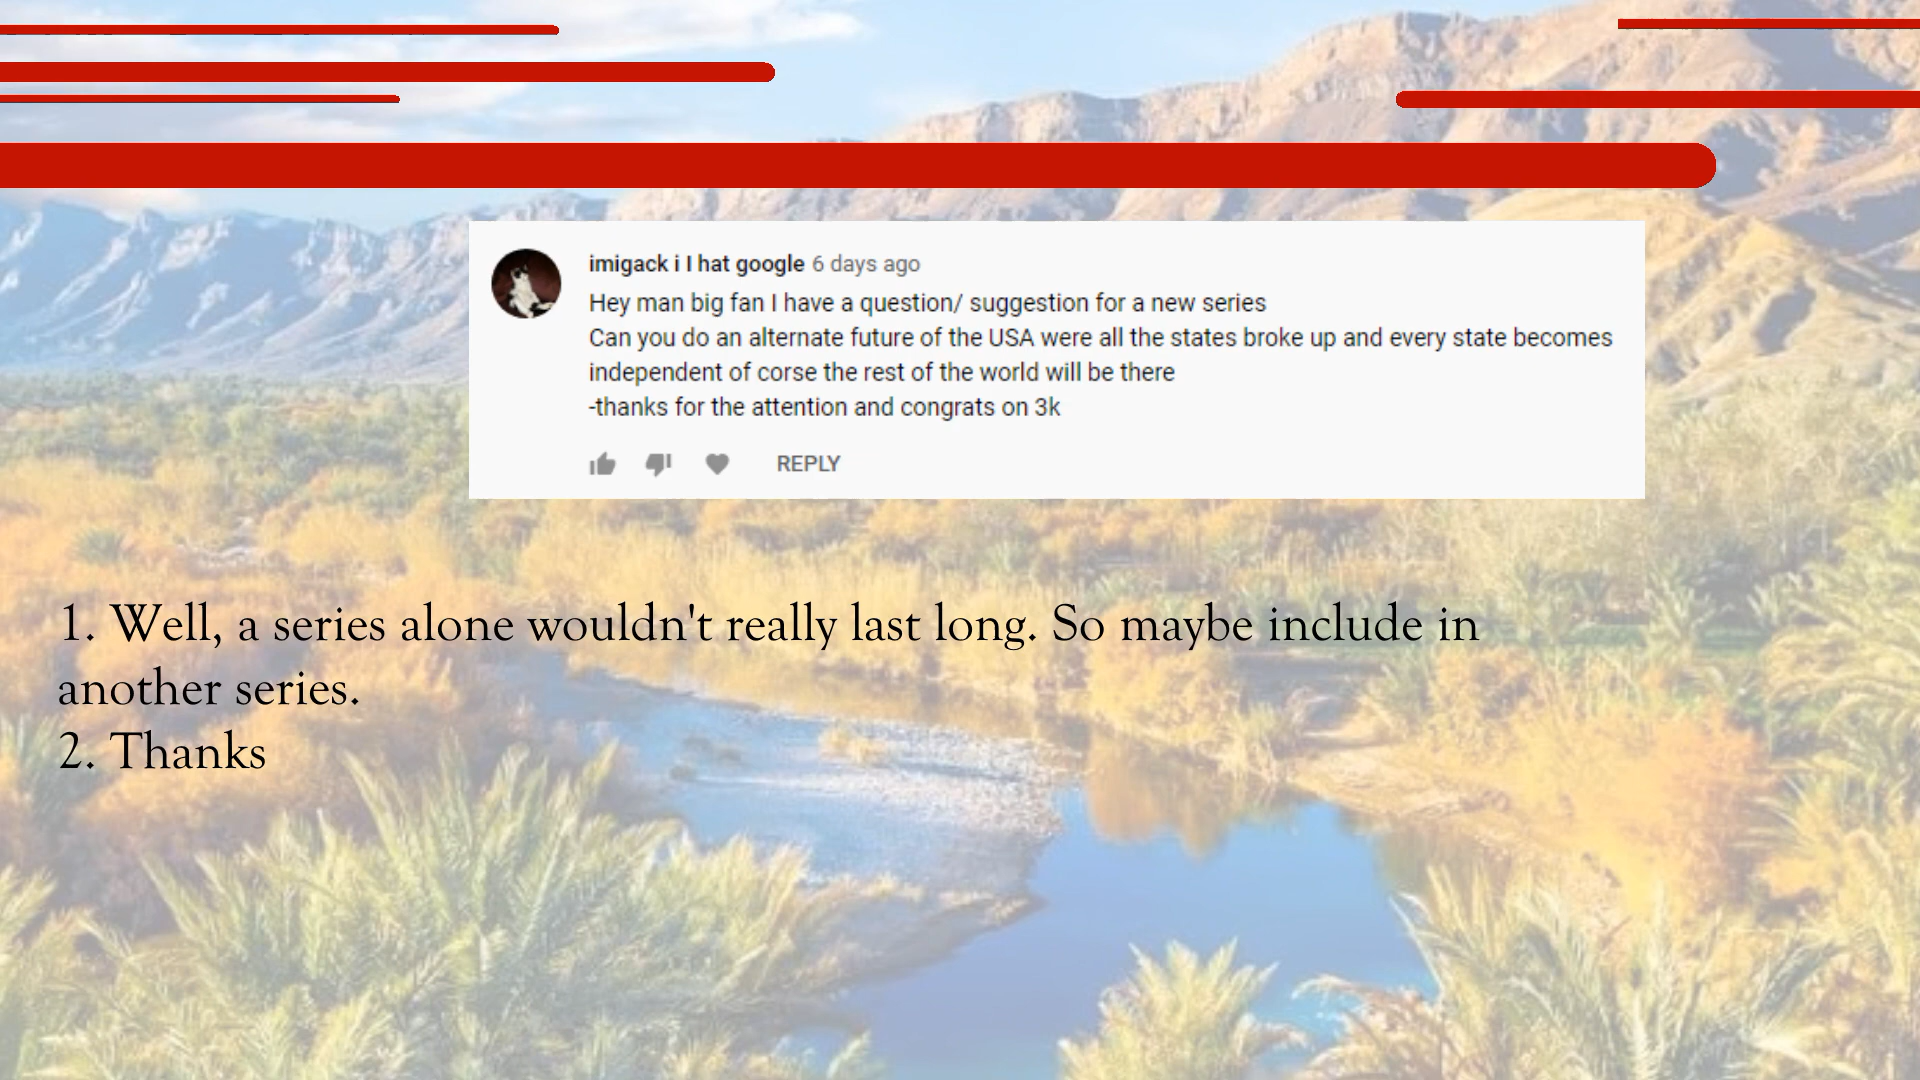 imigack i I hat google 6 days ago
Hey man big fan I have a question/ suggestion for a new series
Can you do an alternate future of the USA were all the states broke up and every state becomes
independent of corse the rest of the world will be there
-thanks for the attention and congrats on 3k
REPLY
1. Well, a series alone wouldn't really last long. So maybe include in
another series.
2. Thanks